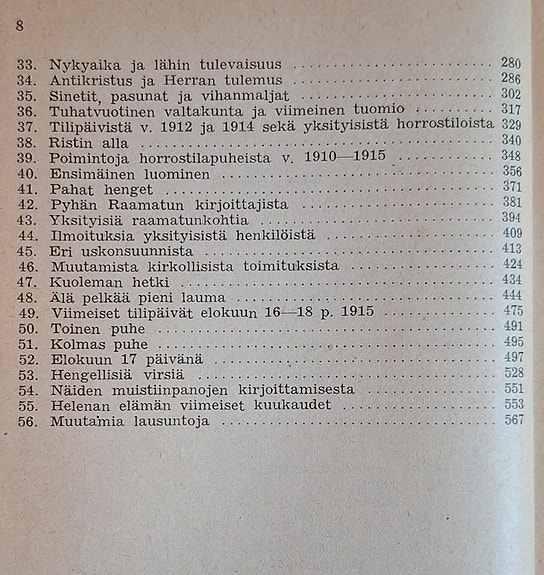 8
33. Nykyaika ja lähin tulevaisuus 280
34. Antikristus ja Herran tulemus 286
35. Sinetit, pasunat ja vihanmaljat 302
36. Tuhatvuotinen valtakunta ja viimeinen tuomio 317
37. Tilipäivistä v. 1912 ja 1914 sekä yksityisistä horrostiloista 329
38. Ristin alla 340
39. Poimintoja horrostilapuheista v. 1910—1915 348
40. Ensimäinen luominen 356
41. Pahat henget 371
42. Pyhän Raamatun kirjoittajista 381
43. Yksityisiä raamatunkohtia 394
44. Ilmoituksia yksityisistä henkilöistä 409
45. Eri uskonsuunnista 413
46. Muutamista kirkollisista toimituksista 424
47. Kuoleman hetki 434
48. Älä pelkää pieni lauma 444
49. Viimeiset tilipäivät elokuun 16—18 p. 1915 475
50. Toinen puhe 491
51. Kolmas puhe 495
52. Elokuun 17 päivänä 497
53. Hengellisiä virsiä 528
54. Näiden muistiinpanojen kirjoittamisesta 551
55. Helenan elämän viimeiset kuukaudet 553
56. Muutamia lausuntoja 567